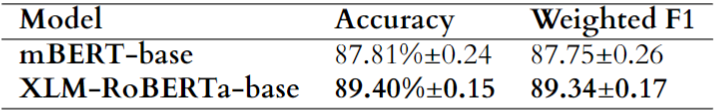 Model Accuracy Weighted F1
mBERT-base 87.81%±0.24 87.75±0.26
XLM-RoBERTa-base 89.40%±0.15 89.34±0.17